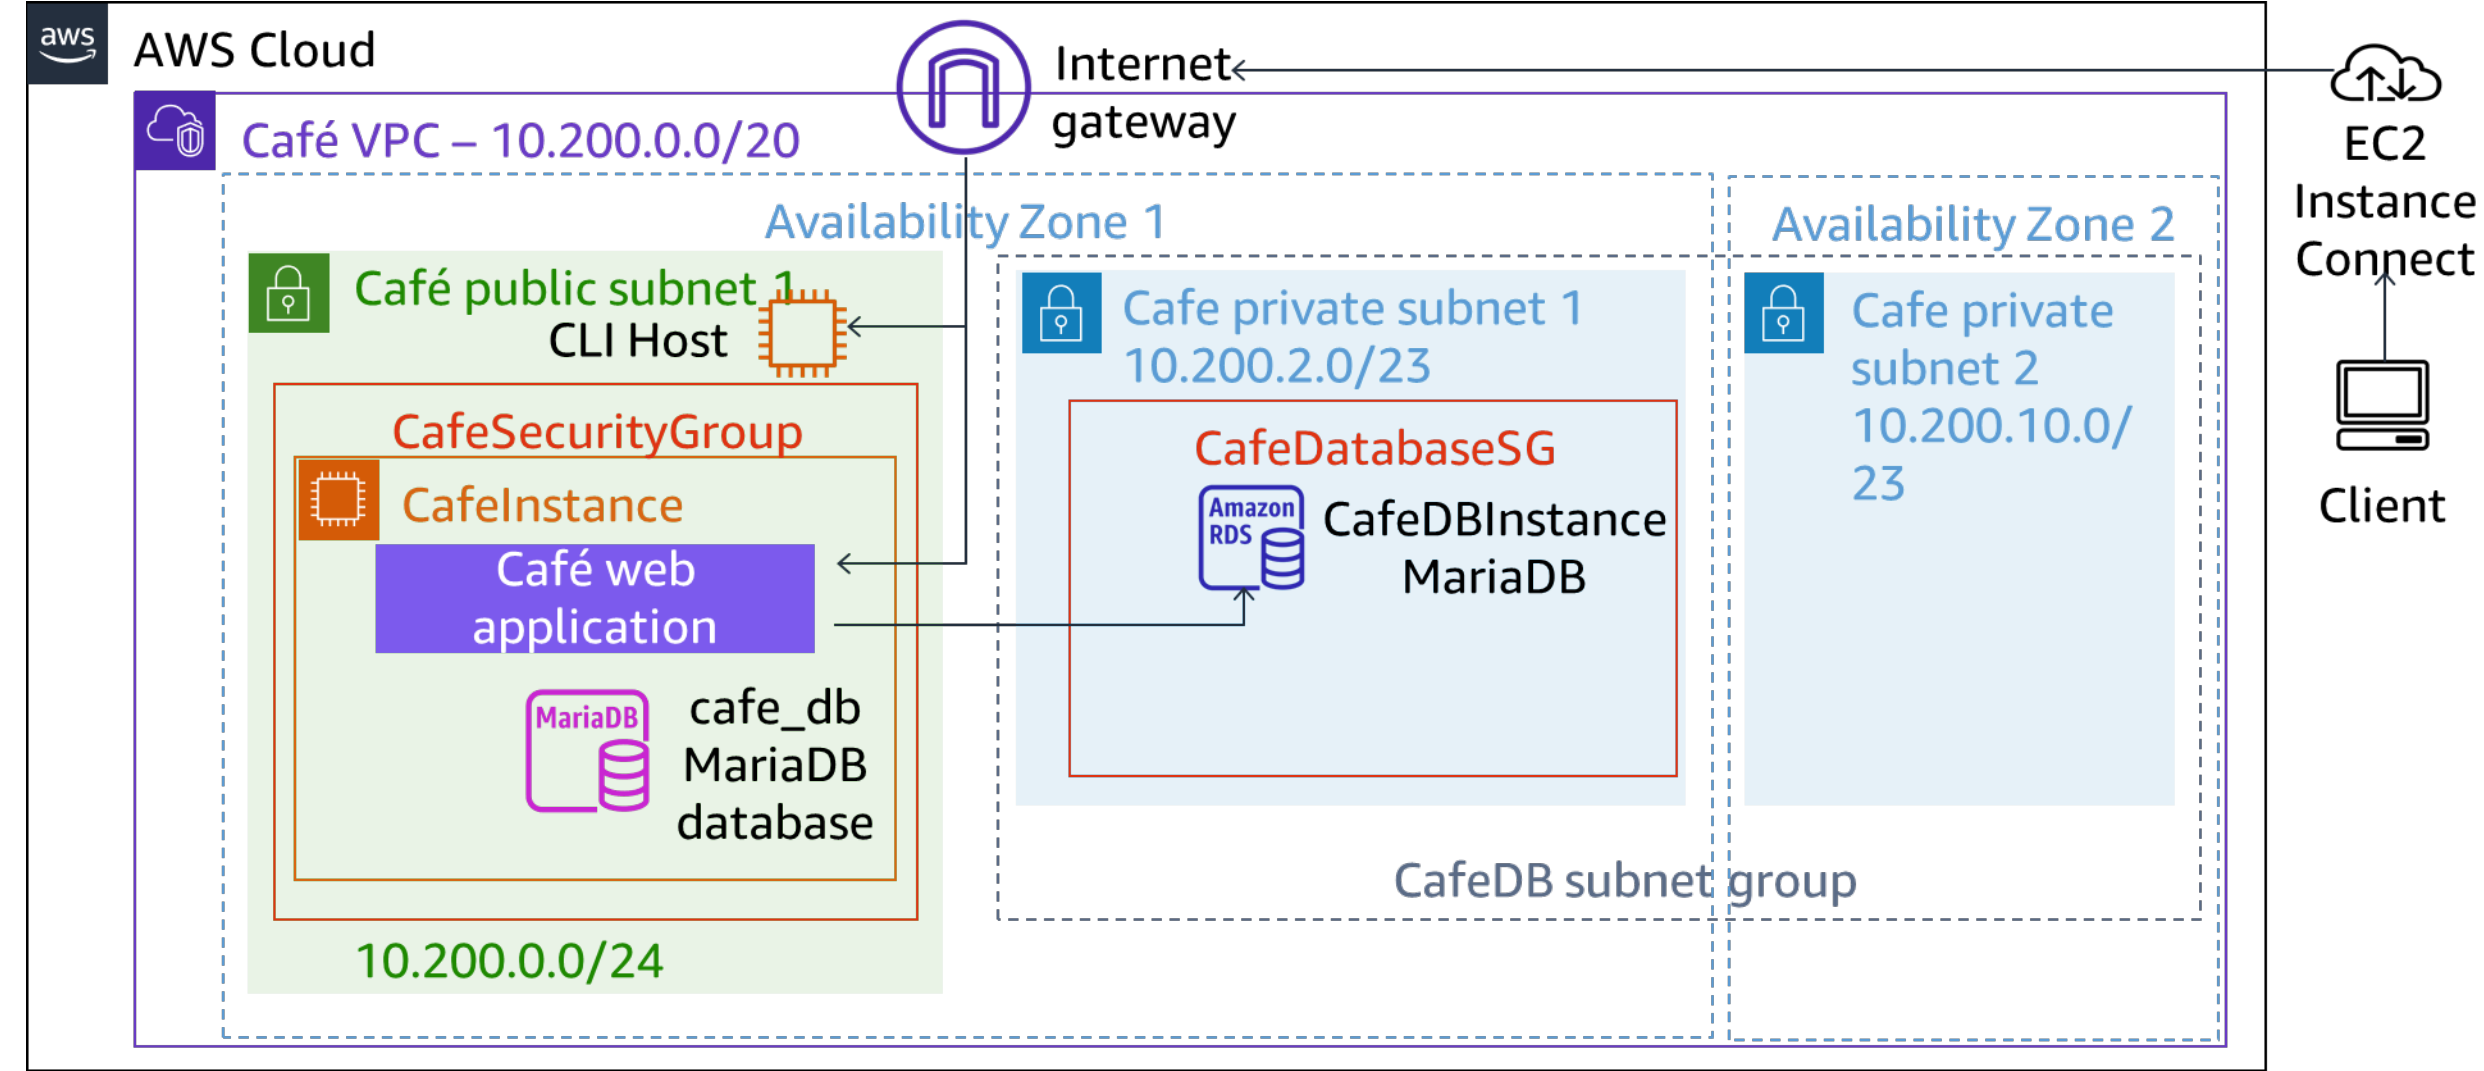 aws
AWS Cloud
Internet
gateway
EC2
Instance
Connect
Client
Café VPC – 10.200.0.0/20
Availability Zone 1
Availability Zone 2
Café public subnet 1
CLI Host
CafeSecurityGroup
CafeInstance
Café web
application
MariaDB
cafe_db
MariaDB
database
10.200.0.0/24
Cafe private subnet 1
10.200.2.0/23
CafeDatabaseSG
Amazon
RDS
CafeDBInstance
MariaDB
Cafe private
subnet 2
10.200.10.0/
23
CafeDB subnet group